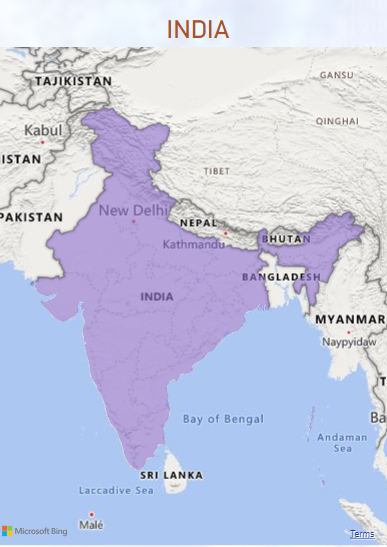 INDIA
TAJIKISTAN
GANSU
Kabul
QINGHAI
ISTAN
TIBET
PAKISTAN
New Delhi
NEPAL
BHUTAN
Kathmandu
BANGLADESH
INDIA
MYANMAR
Naypyidaw
T
Ba
Bay of Bengal
Andaman
Sea
SRI LANKA
Laccadive Sea
Malé
Microsoft Bing
Terms